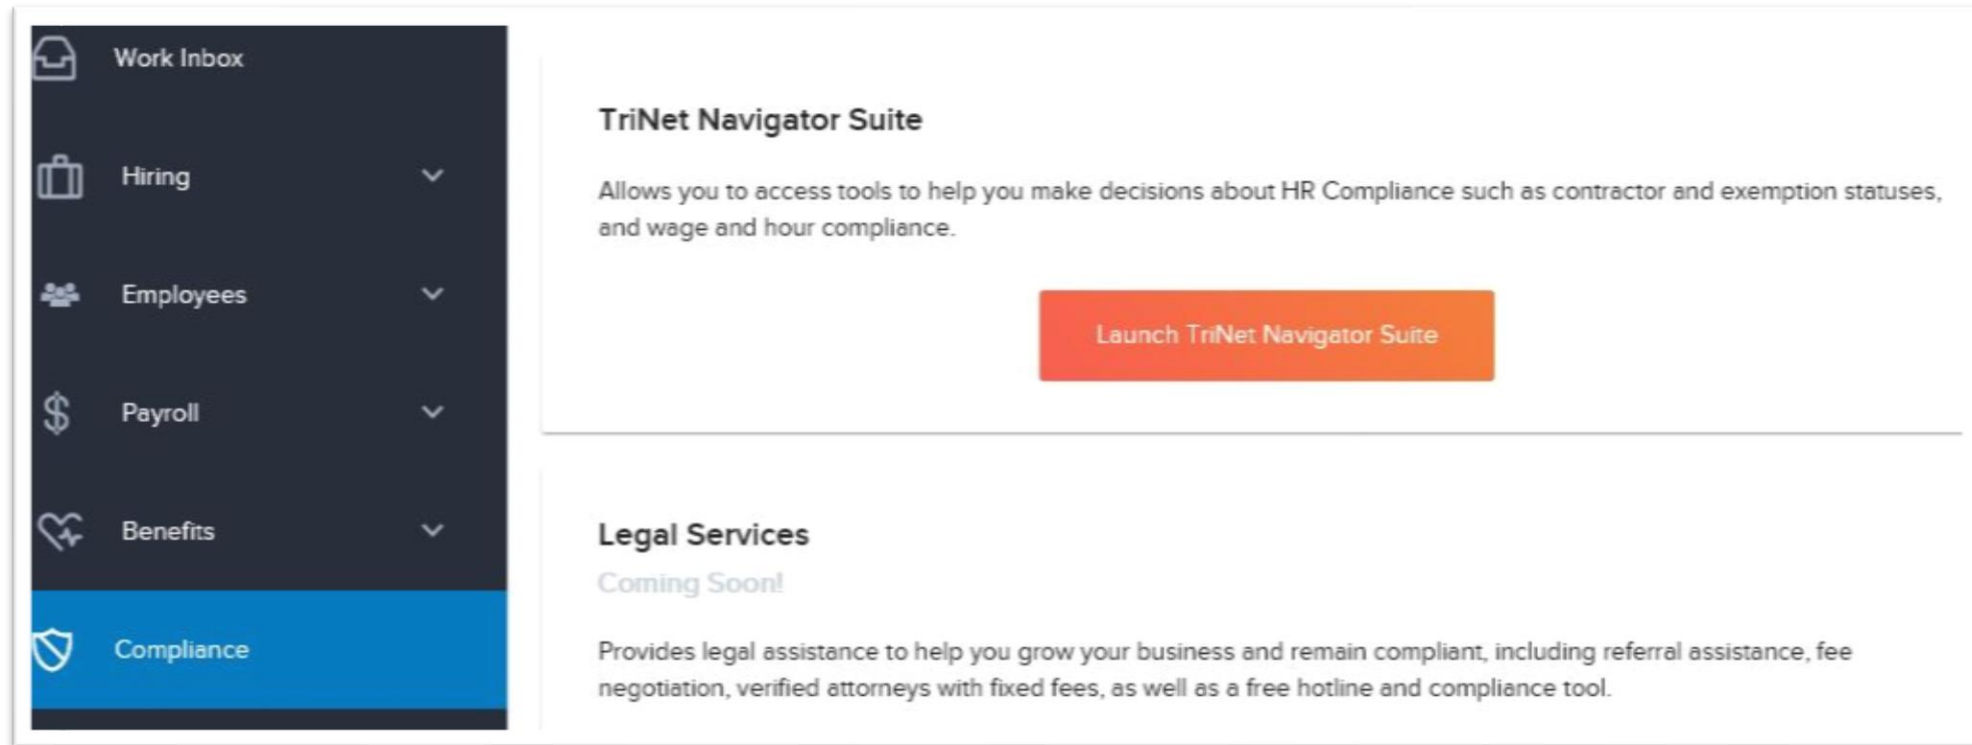 Work Inbox
Hiring
Employees
Payroll
Benefits
Compliance
TriNet Navigator Suite
Allows you to access tools to help you make decisions about HR Compliance such as contractor and exemption statuses,
and wage and hour compliance.
Launch TriNet Navigator Suite
Legal Services
Coming Soon!
Provides legal assistance to help you grow your business and remain compliant, including referral assistance, fee
negotiation, verified attorneys with fixed fees, as well as a free hotline and compliance tool.